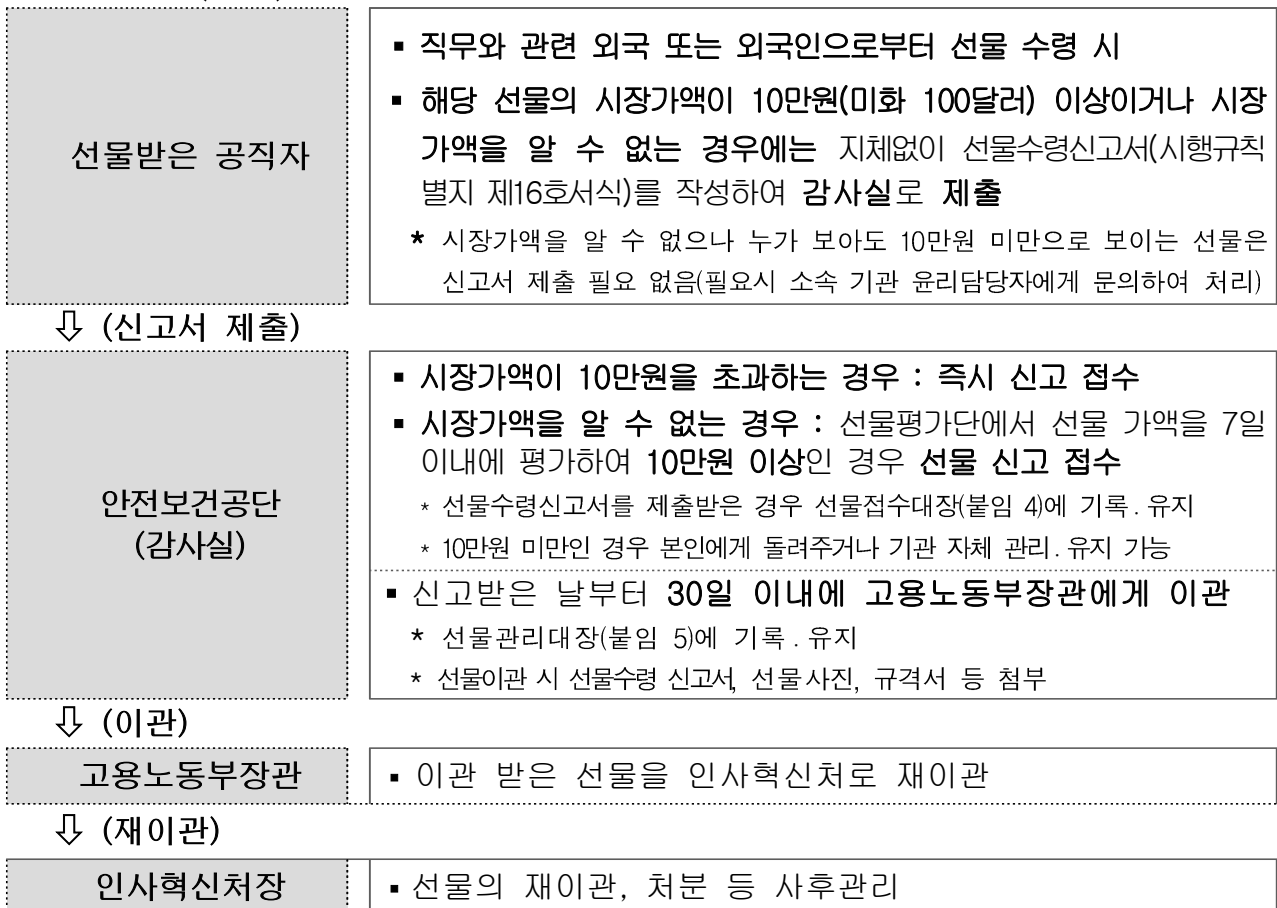 선물받은 공직자
▪ 직무와 관련 외국 또는 외국인으로부터 선물 수령 시
▪ 해당 선물의 시장가액이 10만원(미화 100달러) 이상이거나 시장
가액을 알 수 없는 경우에는 지체없이 선물수령신고서(시행규칙
별지 제16호서식)를 작성하여 감사실로 제출
* 시장가액을 알 수 없으나 누가 보아도 10만원 미만으로 보이는 선물은
신고서 제출 필요 없음(필요시 소속 기관 윤리담당자에게 문의하여 처리)
⇩ (신고서 제출)
안전보건공단
(감사실)
▪ 시장가액이 10만원을 초과하는 경우 : 즉시 신고 접수
▪ 시장가액을 알 수 없는 경우 : 선물평가단에서 선물 가액을 7일
이내에 평가하여 10만원 이상인 경우 선물 신고 접수
* 선물수령신고서를 제출받은 경우 선물접수대장(붙임 4)에 기록․유지
* 10만원 미만인 경우 본인에게 돌려주거나 기관 자체 관리․유지 가능
▪ 신고받은 날부터 30일 이내에 고용노동부장관에게 이관
* 선물관리대장(붙임 5)에 기록․유지
* 선물이관 시 선물수령 신고서, 선물사진, 규격서 등 첨부
⇩ (이관)
고용노동부장관
▪ 이관 받은 선물을 인사혁신처로 재이관
⇩ (재이관)
인사혁신처장
▪ 선물의 재이관, 처분 등 사후관리